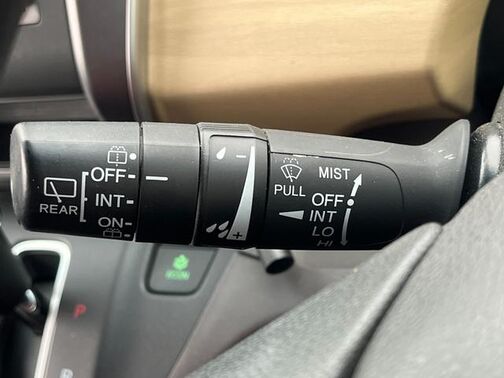 OFF
INT
ON
REAR
−
+
PULL
MIST
OFF
INT
LO
HI
ECON
P
R